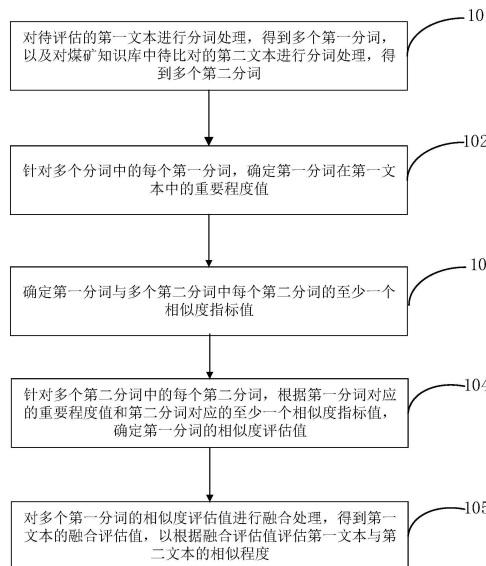 10
对待评估的第一文本进行分词处理，得到多个第一分词，
以及对煤矿知识库中待比对的第二文本进行分词处理，得
到多个第二分词
102
针对多个分词中的每个第一分词，确定第一分词在第一文
本中的重要程度值
10
确定第一分词与多个第二分词中每个第二分词的至少一个
相似度指标值
104
针对多个第二分词中的每个第二分词，根据第一分词对应
的重要程度值和第二分词对应的至少一个相似度指标值，
确定第一分词的相似度评估值
105
对多个第一分词的相似度评估值进行融合处理，得到第一
文本的融合评估值，以根据融合评估值评估第一文本与第
二文本的相似程度